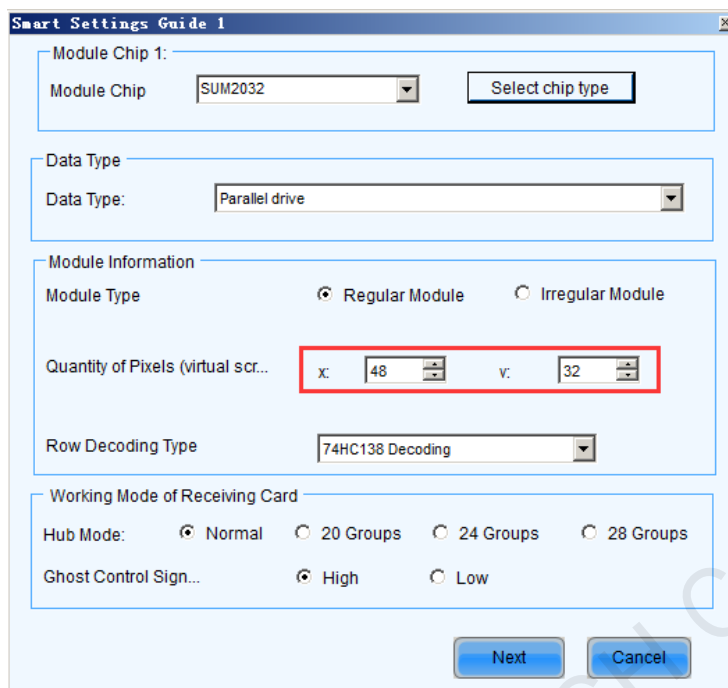 Smart Settings Guide 1
Module Chip 1:
Module Chip SUM2032 Select chip type
Data Type
Data Type: Parallel drive
Module Information
Module Type Regular Module Irregular Module
Quantity of Pixels (virtual scr... x: 48 y: 32
Row Decoding Type 74HC138 Decoding
Working Mode of Receiving Card
Hub Mode: Normal 20 Groups 24 Groups 28 Groups
Ghost Control Sign... High Low
Next Cancel